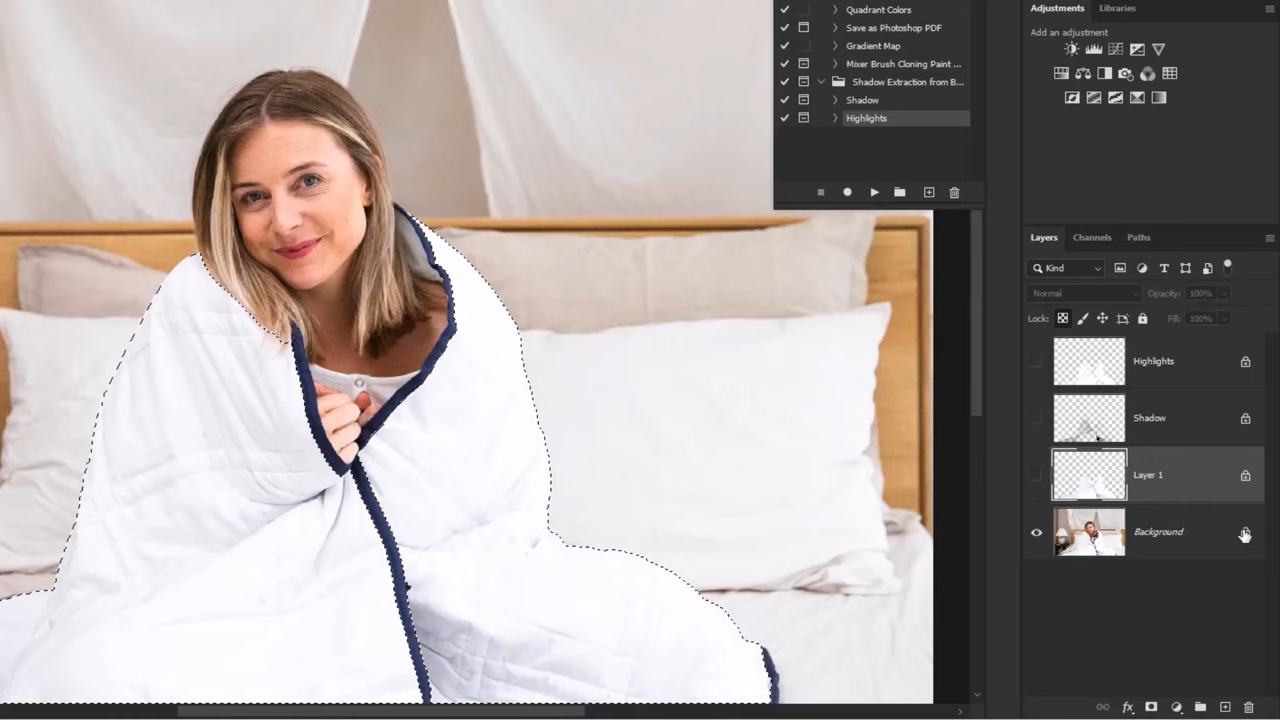 Quadrant Colors
Save as Photoshop PDF
Gradient Map
Mixer Brush Cloning Paint ...
Shadow Extraction from B...
Shadow
Highlights
Adjustments
Libraries
Add an adjustment
Layers
Channels
Paths
Kind
Normal
Opacity: 100%
Lock:
Fill: 100%
Highlights
Shadow
Layer 1
Background
fx